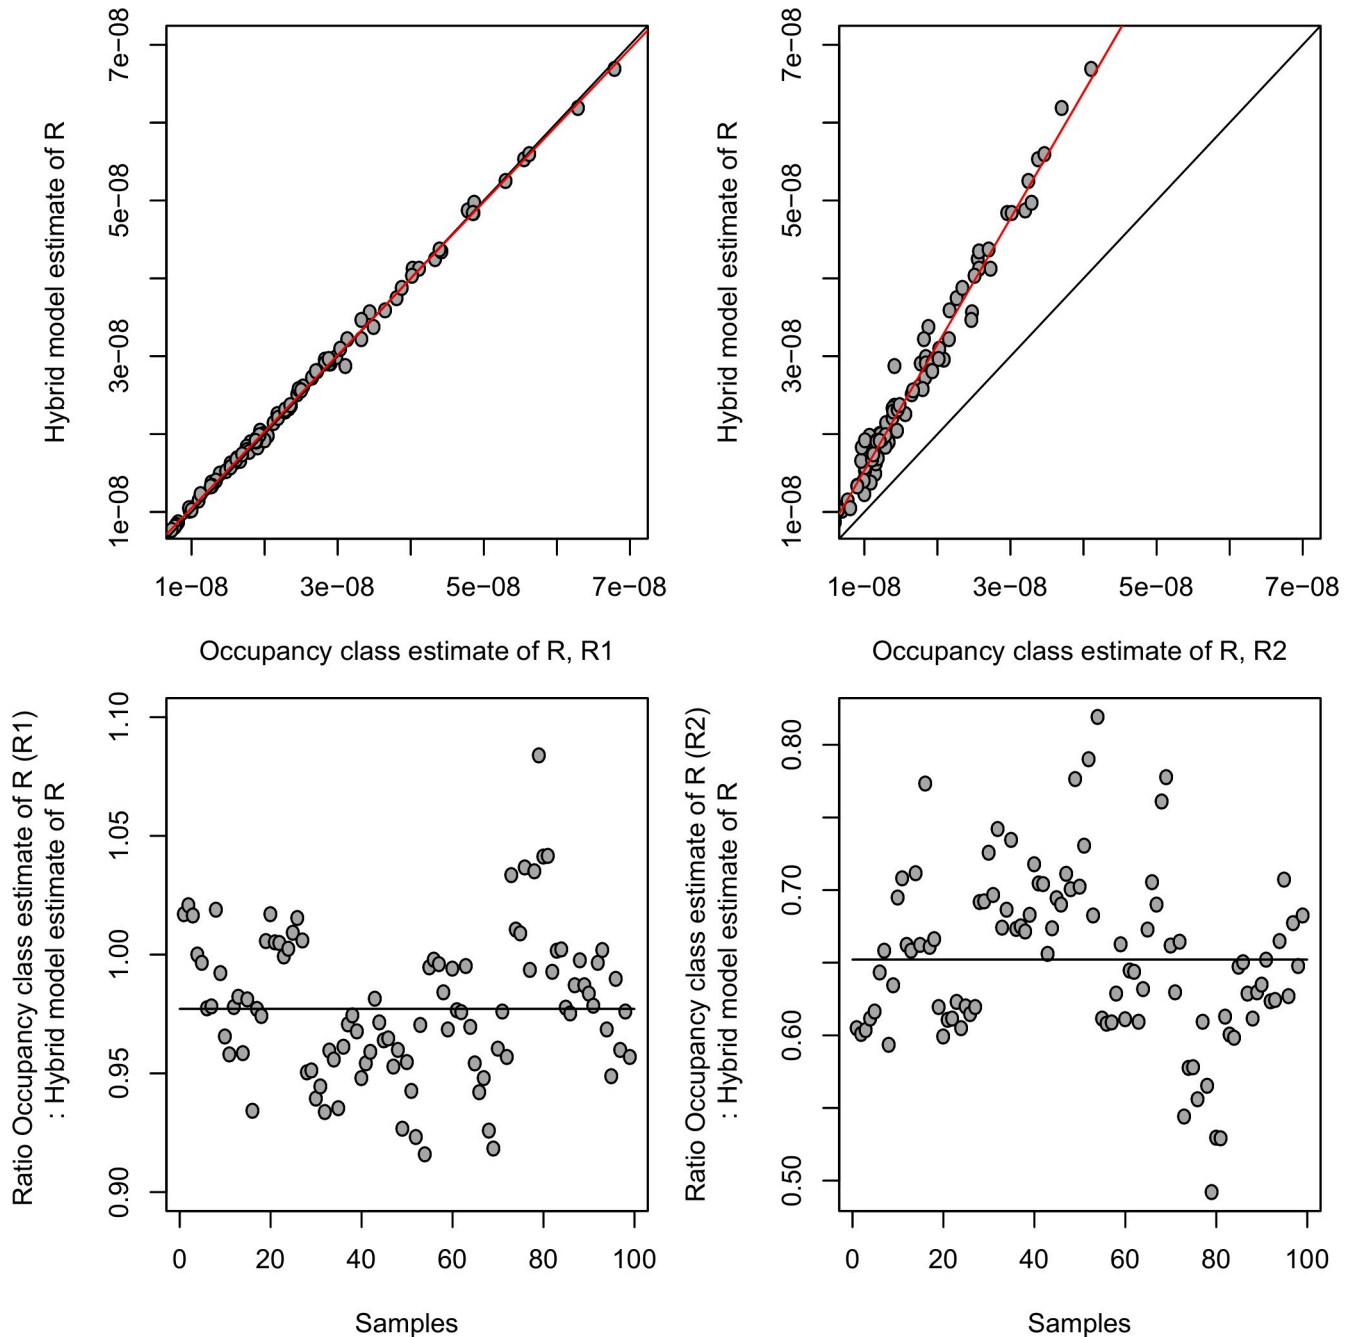 Hybrid model estimate of R
7e−08
5e−08
3e−08
1e−08
1e−08 3e−08 5e−08 7e−08
Occupancy class estimate of R, R1
Hybrid model estimate of R
7e−08
5e−08
3e−08
1e−08
1e−08 3e−08 5e−08 7e−08
Occupancy class estimate of R, R2
Ratio Occupancy class estimate of R (R1)
: Hybrid model estimate of R
1.10
1.05
1.00
0.95
0.90
0 20 40 60 80 100
Samples
Ratio Occupancy class estimate of R (R2)
: Hybrid model estimate of R
0.80
0.70
0.60
0.50
0 20 40 60 80 100
Samples